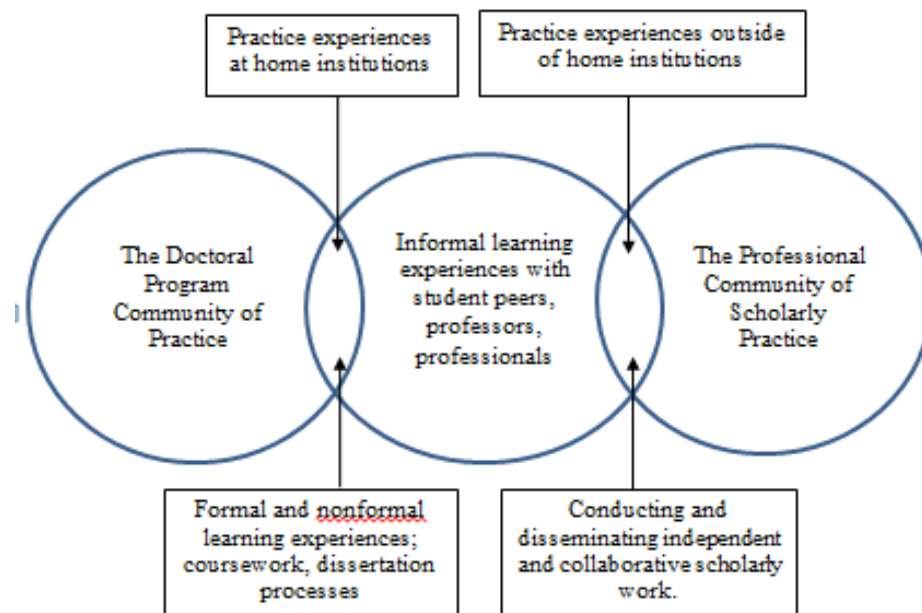 Practice experiences
at home institutions
Practice experiences outside
of home institutions
The Doctoral
Program
Community of
Practice
Informal learning
experiences with
student peers,
professors,
professionals
The Professional
Community of
Scholarly
Practice
Formal and nonformal
learning experiences;
coursework, dissertation
processes
Conducting and
disseminating independent
and collaborative scholarly
work.